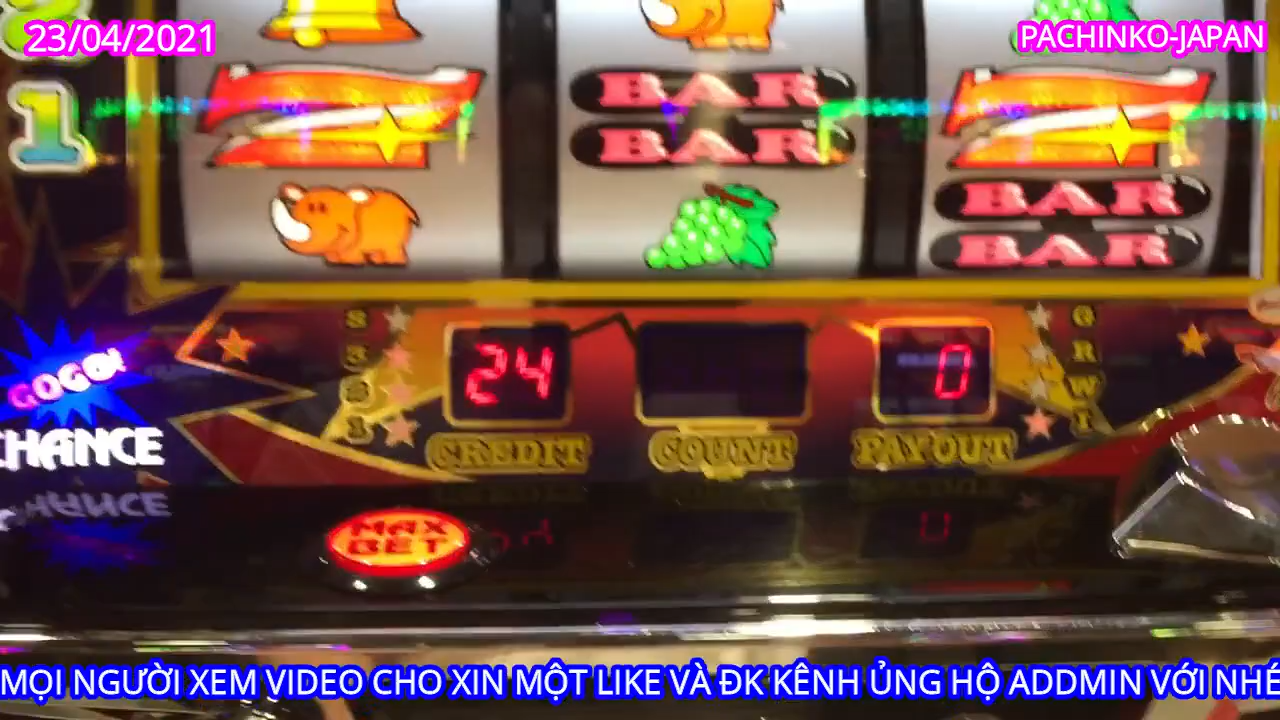 23/04/2021
PACHINKO-JAPAN
1
BAR
BAR
BAR
BAR
24
0
GOGO!
CHANCE
CREDIT
COUNT
PAYOUT
MAX
BET
MỌI NGƯỜI XEM VIDEO CHO XIN MỘT LIKE VÀ ĐK KÊNH ỦNG HỘ ADDMIN VỚI NHÉ